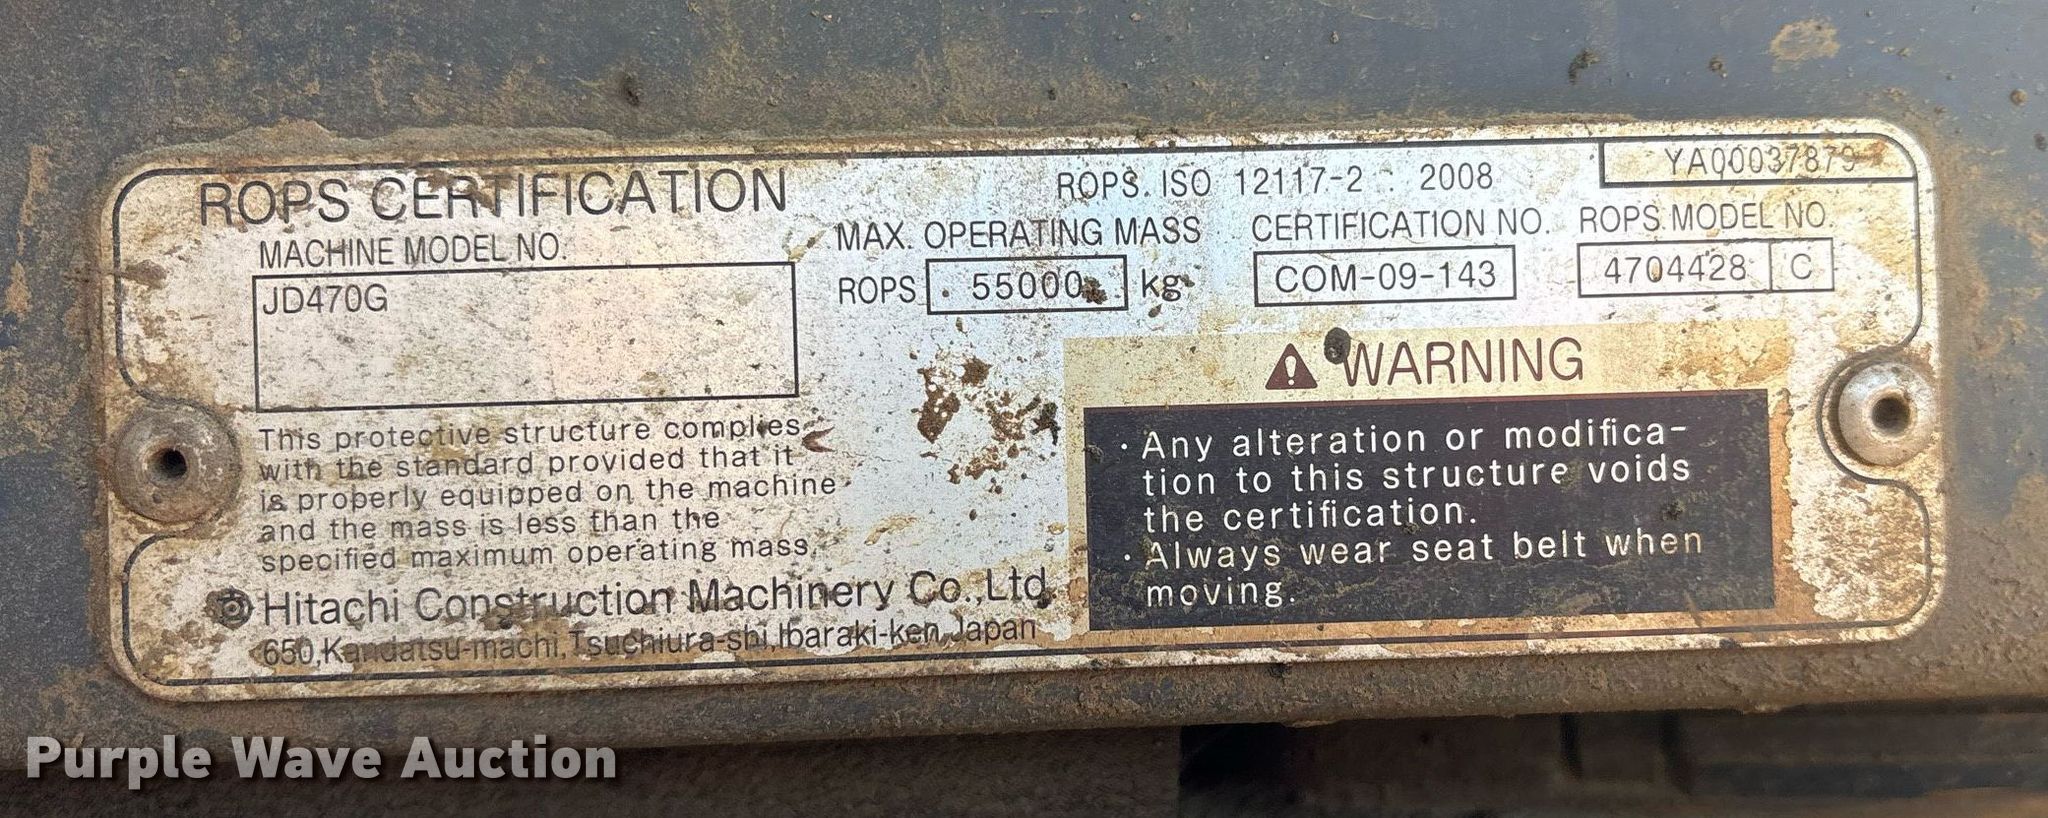 ROPS CERTIFICATION
ROPS. ISO 12117-2 : 2008
YA00037879
MACHINE MODEL NO.
JD470G
MAX. OPERATING MASS
ROPS 55000 kg
CERTIFICATION NO.
COM-09-143
ROPS MODEL NO.
4704428 C
This protective structure complies
with the standard provided that it
is properly equipped on the machine
and the mass is less than the
specified maximum operating mass.
Hitachi Construction Machinery Co.,Ltd.
650,Kandatsu-machi,Tsuchiura-shi,Ibaraki-ken,Japan
⚠ WARNING
· Any alteration or modifica-
tion to this structure voids
the certification.
· Always wear seat belt when
moving.
Purple Wave Auction